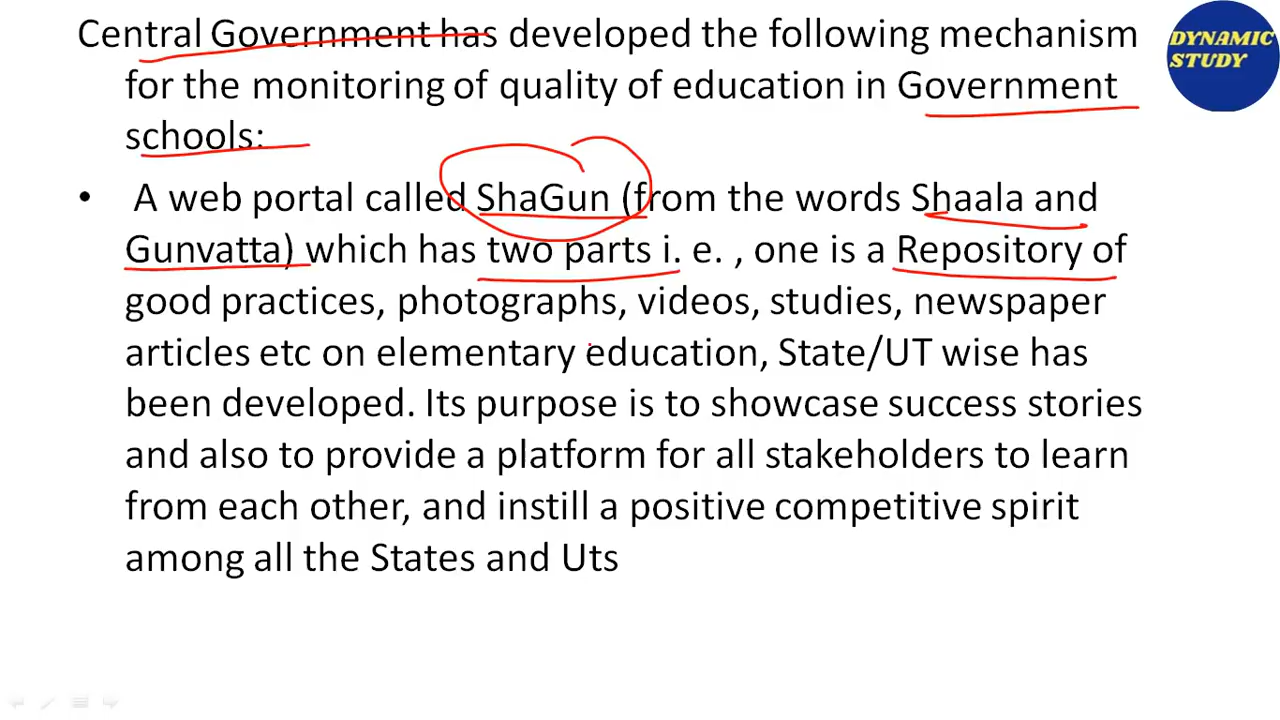 Central Government has developed the following mechanism
for the monitoring of quality of education in Government
schools:
• A web portal called ShaGun (from the words Shaala and
Gunvatta) which has two parts i. e. , one is a Repository of
good practices, photographs, videos, studies, newspaper
articles etc on elementary education, State/UT wise has
been developed. Its purpose is to showcase success stories
and also to provide a platform for all stakeholders to learn
from each other, and instill a positive competitive spirit
among all the States and Uts
DYNAMIC
STUDY